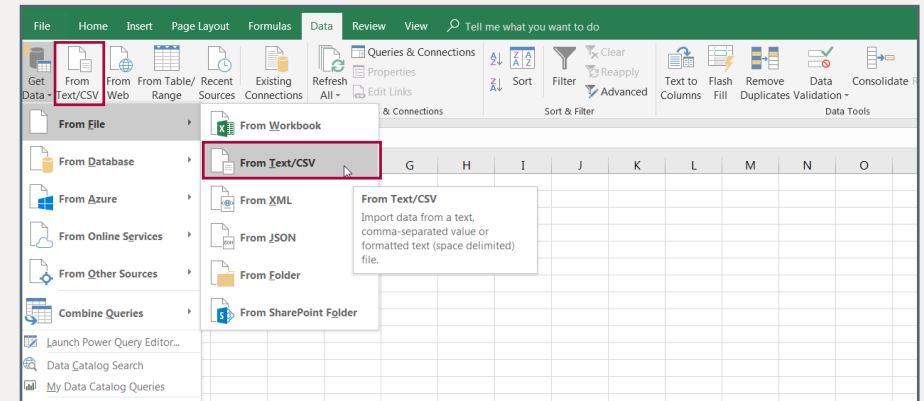 File Home Insert Page Layout Formulas Data Review View Tell me what you want to do
Get Data
From Text/CSV
From Web
From Table/ Range
Recent Sources
Existing Connections
Refresh All
Queries & Connections
Properties
Edit Links
Sort
Filter
Clear
Reapply
Advanced
Text to Columns
Flash Fill
Remove Duplicates
Data Validation
Consolidate
& Connections
Sort & Filter
Data Tools
From File
From Database
From Azure
From Online Services
From Other Sources
Combine Queries
Launch Power Query Editor...
Data Catalog Search
My Data Catalog Queries
From Workbook
From Text/CSV
From XML
From JSON
From Folder
From SharePoint Folder
G H I J K L M N O
From Text/CSV
Import data from a text,
comma-separated value or
formatted text (space delimited)
file.